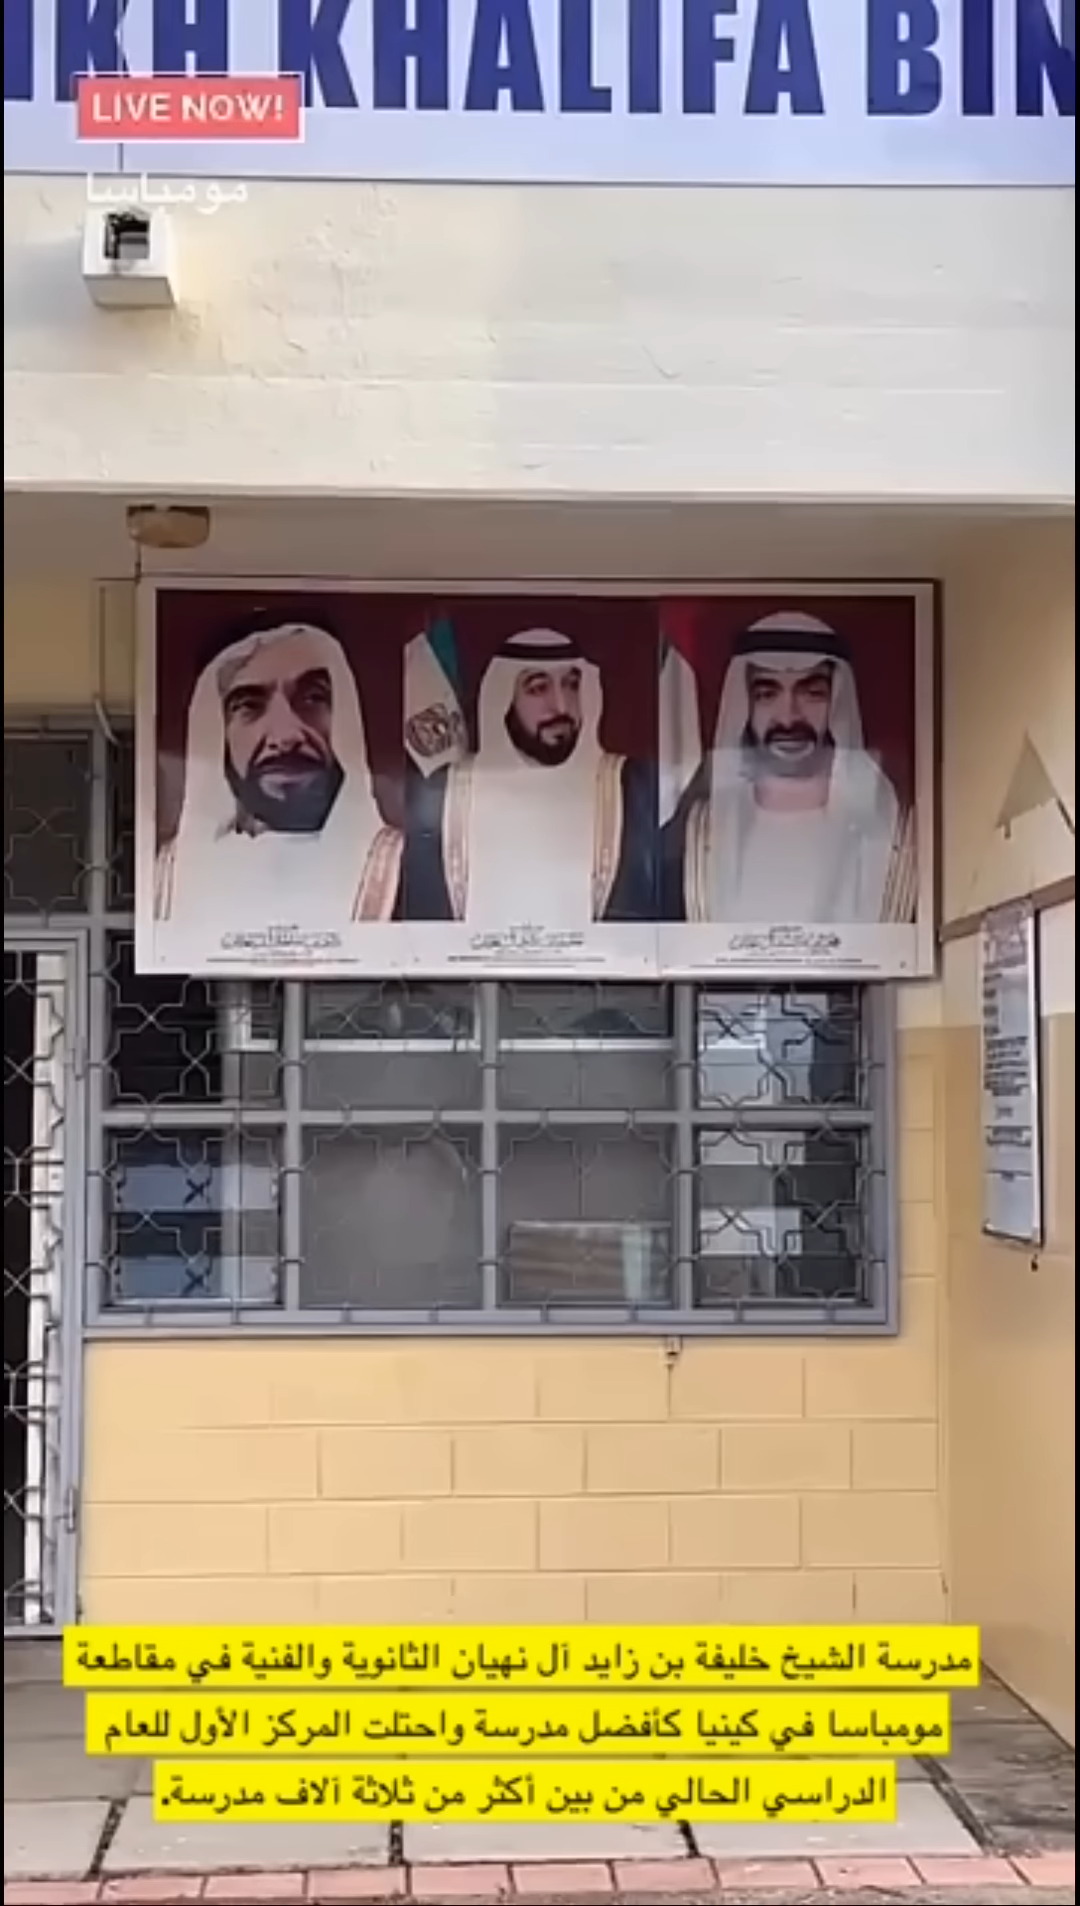 IKH KHALIFA BIN
LIVE NOW!
مومباسا
مدرسة الشيخ خليفة بن زايد آل نهيان الثانوية والفنية في مقاطعة
مومباسا في كينيا كأفضل مدرسة واحتلت المركز الأول للعام
الدراسي الحالي من بين أكثر من ثلاثة آلاف مدرسة.